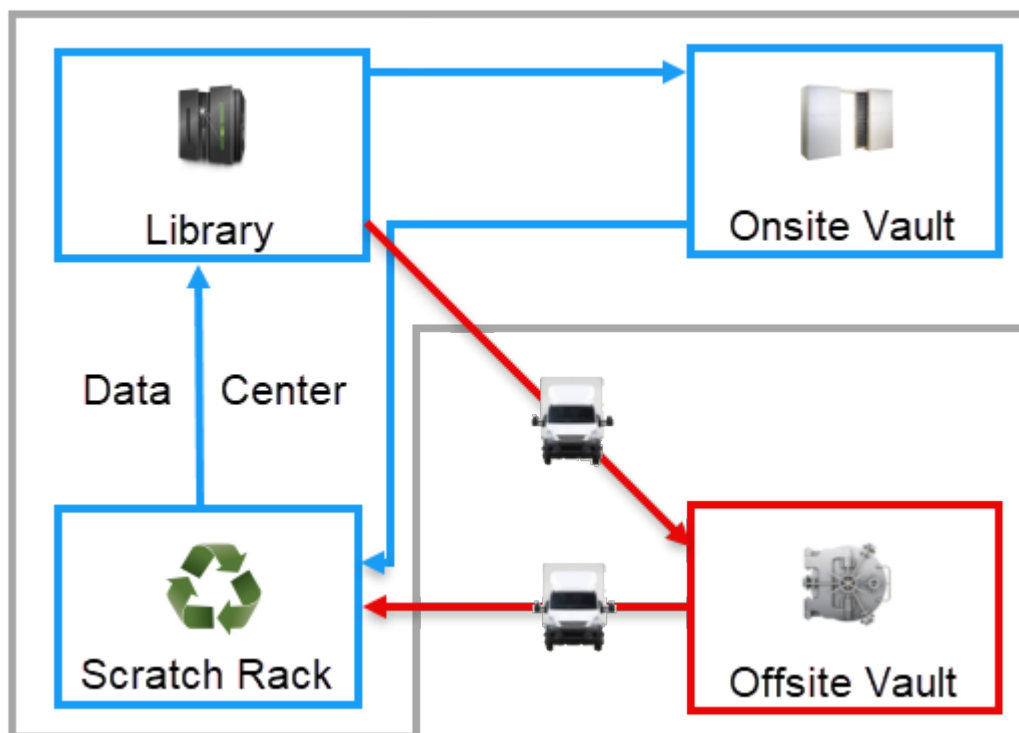 Library
Onsite Vault
Data Center
Scratch Rack
Offsite Vault